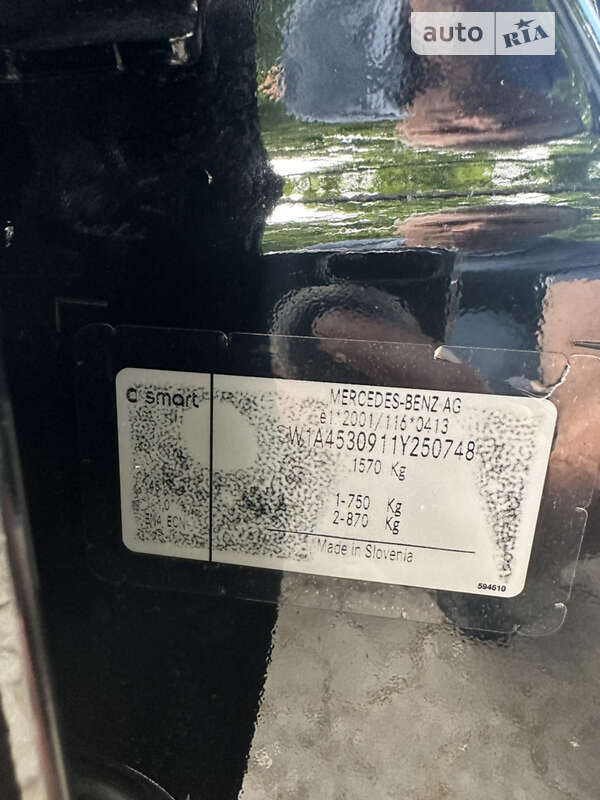 auto RIA
smart
MERCEDES-BENZ AG
e1*2001/116*0413
W1A4530911Y250748
1570 Kg
1-750 Kg
2-870 Kg
Made in Slovenia
594610